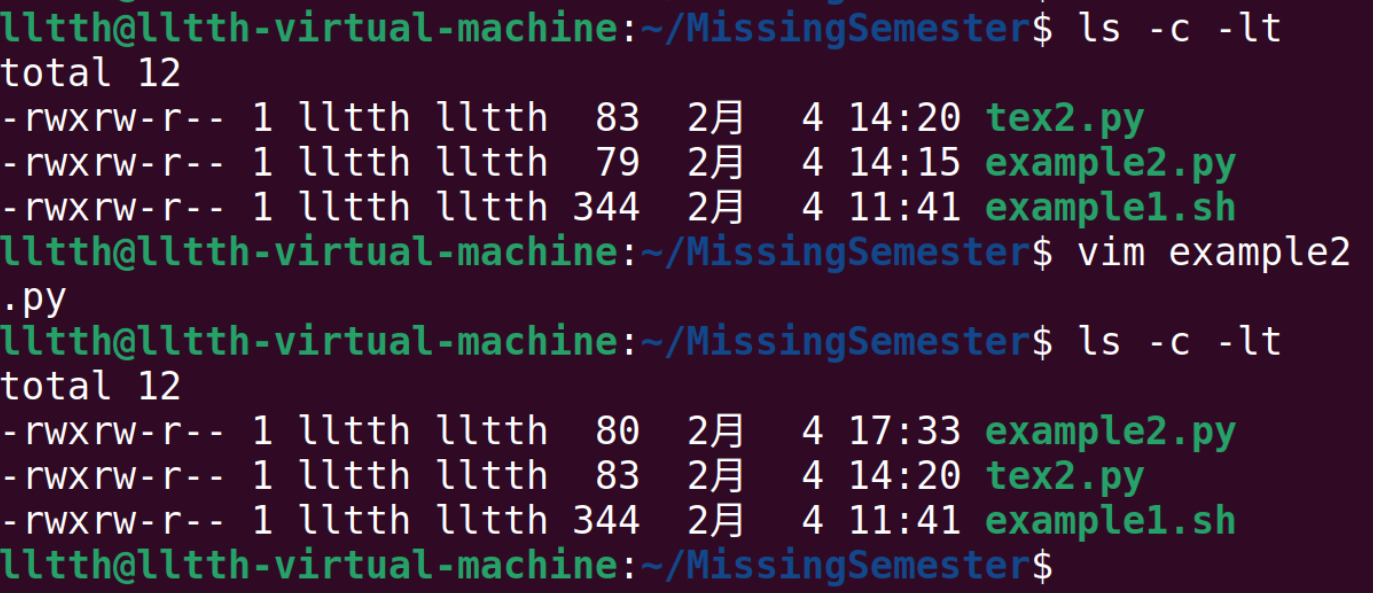 lltth@lltth-virtual-machine:~/MissingSemester$ ls -c -lt
total 12
-rwxrw-r-- 1 lltth lltth  83  2月   4 14:20 tex2.py
-rwxrw-r-- 1 lltth lltth  79  2月   4 14:15 example2.py
-rwxrw-r-- 1 lltth lltth 344  2月   4 11:41 example1.sh
lltth@lltth-virtual-machine:~/MissingSemester$ vim example2
.py
lltth@lltth-virtual-machine:~/MissingSemester$ ls -c -lt
total 12
-rwxrw-r-- 1 lltth lltth  80  2月   4 17:33 example2.py
-rwxrw-r-- 1 lltth lltth  83  2月   4 14:20 tex2.py
-rwxrw-r-- 1 lltth lltth 344  2月   4 11:41 example1.sh
lltth@lltth-virtual-machine:~/MissingSemester$